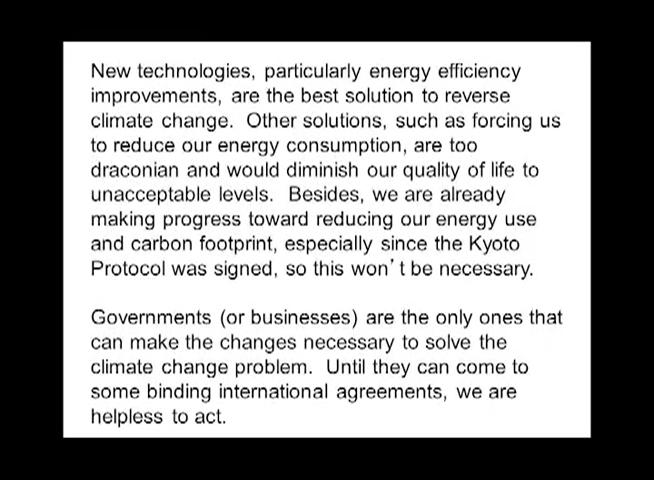 New technologies, particularly energy efficiency
improvements, are the best solution to reverse
climate change.  Other solutions, such as forcing us
to reduce our energy consumption, are too
draconian and would diminish our quality of life to
unacceptable levels.  Besides, we are already
making progress toward reducing our energy use
and carbon footprint, especially since the Kyoto
Protocol was signed, so this won’t be necessary.
Governments (or businesses) are the only ones that
can make the changes necessary to solve the
climate change problem.  Until they can come to
some binding international agreements, we are
helpless to act.